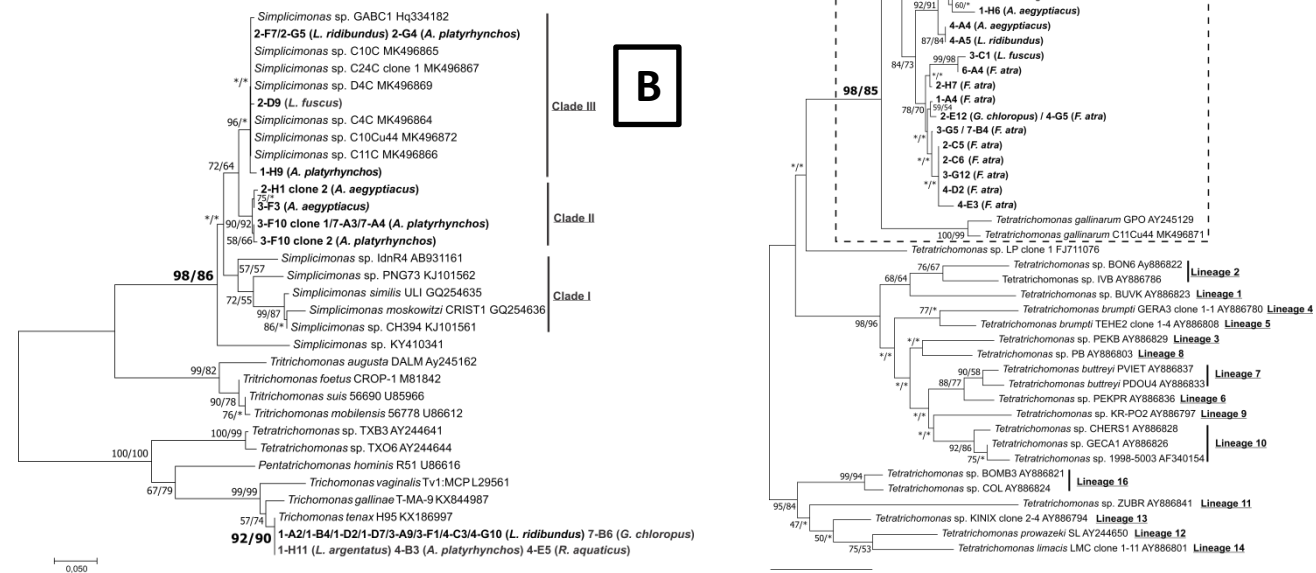 Simplicimonas sp. GABC1 Hq334182
2-F7/2-G5 (L. ridibundus) 2-G4 (A. platyrhynchos)
Simplicimonas sp. C10C MK496865
Simplicimonas sp. C24C clone 1 MK496867
*/*
Simplicimonas sp. D4C MK496869
2-D9 (L. fuscus)
Clade III
Simplicimonas sp. C4C MK496864
96/*
Simplicimonas sp. C10Cu44 MK496872
Simplicimonas sp. C11C MK496866
72/64
1-H9 (A. platyrhynchos)
2-H1 clone 2 (A. aegyptiacus)
75/*
3-F3 (A. aegyptiacus)
*/*
90/92
3-F10 clone 1/7-A3/7-A4 (A. platyrhynchos)
Clade II
58/66
3-F10 clone 2 (A. platyrhynchos)
Simplicimonas sp. IdnR4 AB931161
98/86
57/57
Simplicimonas sp. PNG73 KJ101562
72/55
Simplicimonas similis ULI GQ254635
Clade I
99/87
Simplicimonas moskowitzi CRIST1 GQ254636
86/*
Simplicimonas sp. CH394 KJ101561
Simplicimonas sp. KY410341
Tritrichomonas augusta DALM Ay245162
99/82
Tritrichomonas foetus CROP-1 M81842
90/78
Tritrichomonas suis 56690 U85966
76/*
Tritrichomonas mobilensis 56778 U86612
100/99
Tetratrichomonas sp. TXB3 AY244641
Tetratrichomonas sp. TXO6 AY244644
100/100
Pentatrichomonas hominis R51 U86616
67/79
Trichomonas vaginalis Tv1:MCP L29561
99/99
Trichomonas gallinae T-MA-9 KX844987
57/74
Trichomonas tenax H95 KX186997
92/90
1-A2/1-B4/1-D2/1-D7/3-A9/3-F1/4-C3/4-G10 (L. ridibundus) 7-B6 (G. chloropus)
1-H11 (L. argentatus) 4-B3 (A. platyrhynchos) 4-E5 (R. aquaticus)
0,050
B
92/91
60/*
1-H6 (A. aegyptiacus)
4-A4 (A. aegyptiacus)
87/84
4-A5 (L. ridibundus)
84/73
99/98
3-C1 (L. fuscus)
6-A4 (F. atra)
*/*
2-H7 (F. atra)
98/85
1-A4 (F. atra)
78/70
59/54
2-E12 (G. chloropus) / 4-G5 (F. atra)
3-G5 / 7-B4 (F. atra)
*/*
2-C5 (F. atra)
*/*
2-C6 (F. atra)
*/*
3-G12 (F. atra)
*/*
4-D2 (F. atra)
4-E3 (F. atra)
Tetratrichomonas gallinarum GPO AY245129
100/99
Tetratrichomonas gallinarum C11Cu44 MK496871
Tetratrichomonas sp. LP clone 1 FJ711076
76/67
Tetratrichomonas sp. BON6 Ay886822
Lineage 2
68/64
Tetratrichomonas sp. IVB AY886786
Tetratrichomonas sp. BUVK AY886823 Lineage 1
77/*
Tetratrichomonas brumpti GERA3 clone 1-1 AY886780 Lineage 4
98/96
Tetratrichomonas brumpti TEHE2 clone 1-4 AY886808 Lineage 5
Tetratrichomonas sp. PEKB AY886829 Lineage 3
*/*
*/*
Tetratrichomonas sp. PB AY886803 Lineage 8
90/58
Tetratrichomonas buttreyi PVIET AY886837
Lineage 7
*/*
88/77
Tetratrichomonas buttreyi PDOU4 AY886833
Tetratrichomonas sp. PEKPR AY886836 Lineage 6
*/*
Tetratrichomonas sp. KR-PO2 AY886797 Lineage 9
*/*
Tetratrichomonas sp. CHERS1 AY886828
92/86
Tetratrichomonas sp. GECA1 AY886826
Lineage 10
75/*
Tetratrichomonas sp. 1998-5003 AF340154
99/94
Tetratrichomonas sp. BOMB3 AY886821
Lineage 16
Tetratrichomonas sp. COL AY886824
95/84
Tetratrichomonas sp. ZUBR AY886841 Lineage 11
47/*
Tetratrichomonas sp. KINIX clone 2-4 AY886794 Lineage 13
50/*
Tetratrichomonas prowazeki SL AY244650 Lineage 12
75/53
Tetratrichomonas limacis LMC clone 1-11 AY886801 Lineage 14